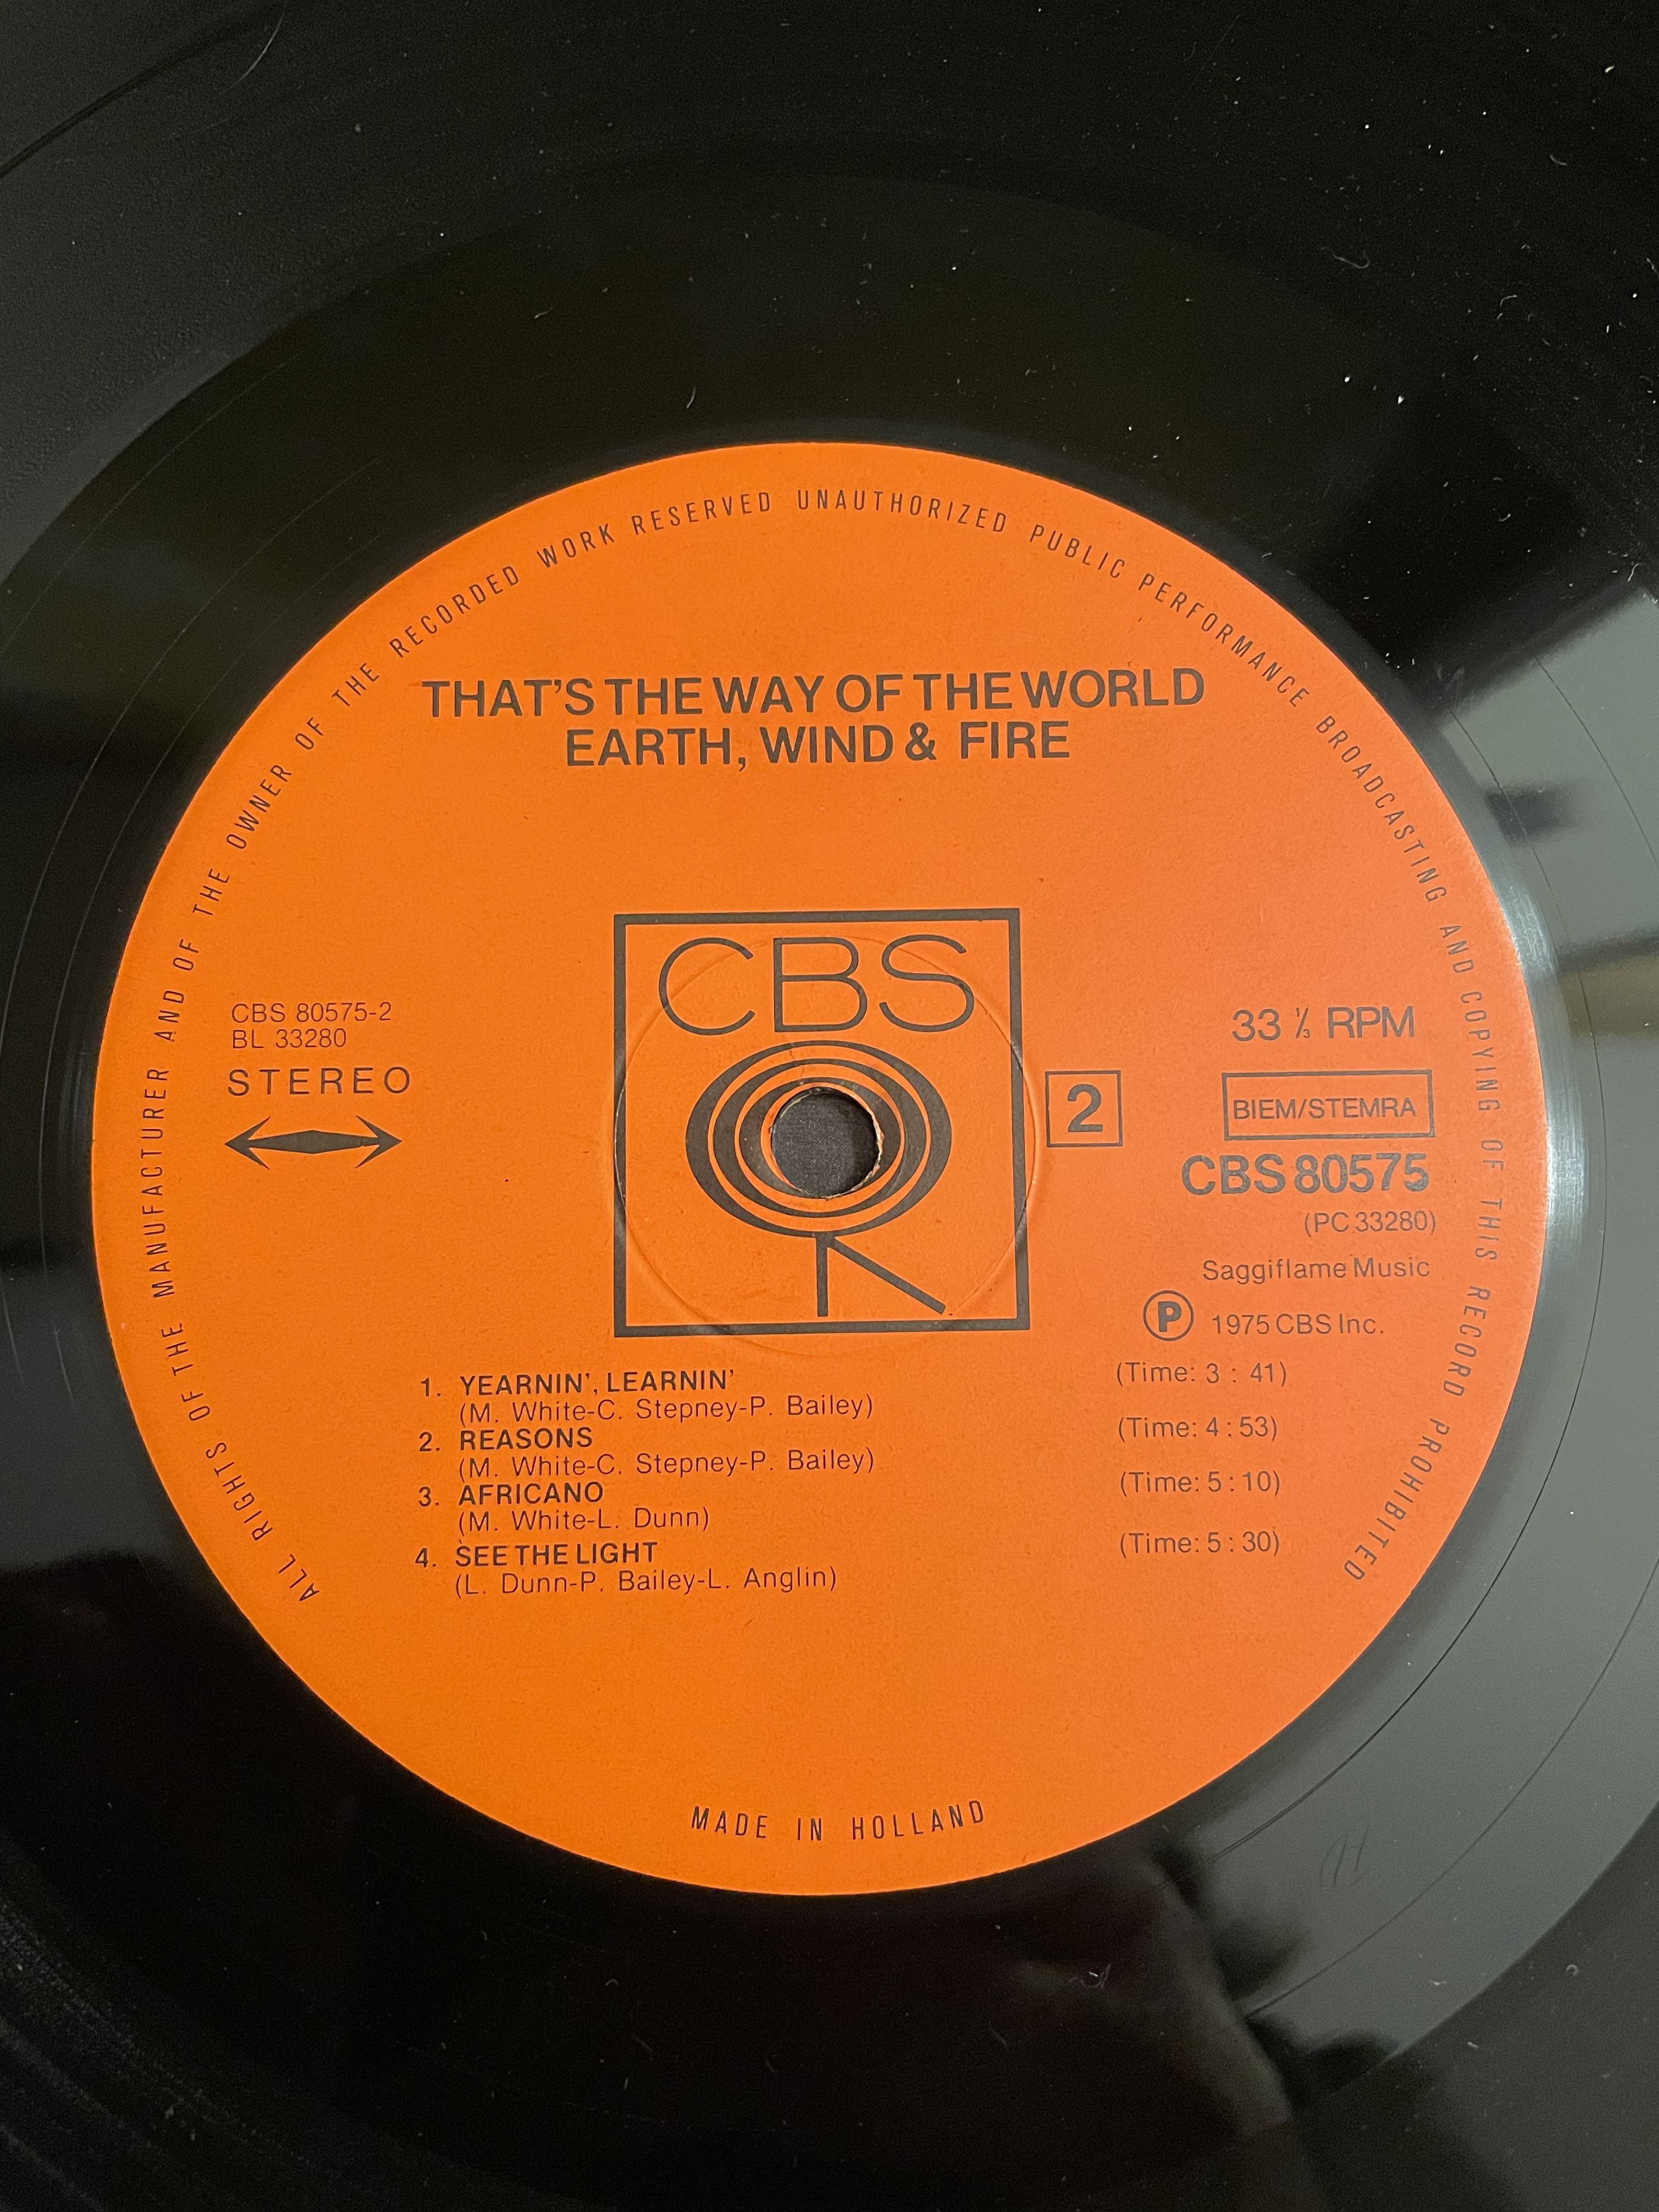 ALL RIGHTS OF THE MANUFACTURER AND OF THE OWNER OF THE RECORDED WORK RESERVED UNAUTHORIZED PUBLIC PERFORMANCE BROADCASTING AND COPYING OF THIS RECORD PROHIBITED
THAT'S THE WAY OF THE WORLD
EARTH, WIND & FIRE
CBS
CBS 80575-2
BL 33280
STEREO
2
33 ⅓ RPM
BIEM/STEMRA
CBS 80575
(PC 33280)
Saggiflame Music
Ⓟ 1975 CBS Inc.
1. YEARNIN', LEARNIN' (Time: 3 : 41)
(M. White-C. Stepney-P. Bailey)
2. REASONS (Time: 4 : 53)
(M. White-C. Stepney-P. Bailey)
3. AFRICANO (Time: 5 : 10)
(M. White-L. Dunn)
4. SEE THE LIGHT (Time: 5 : 30)
(L. Dunn-P. Bailey-L. Anglin)
MADE IN HOLLAND